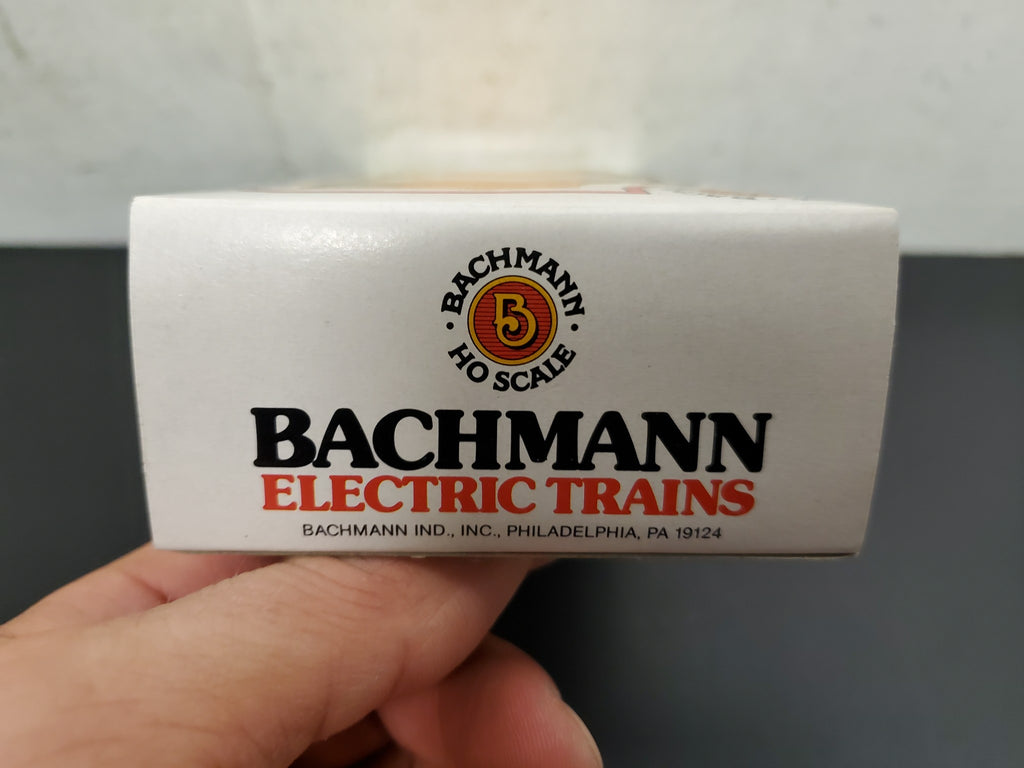 BACHMANN
B
HO SCALE
BACHMANN
ELECTRIC TRAINS
BACHMANN IND., INC., PHILADELPHIA, PA 19124